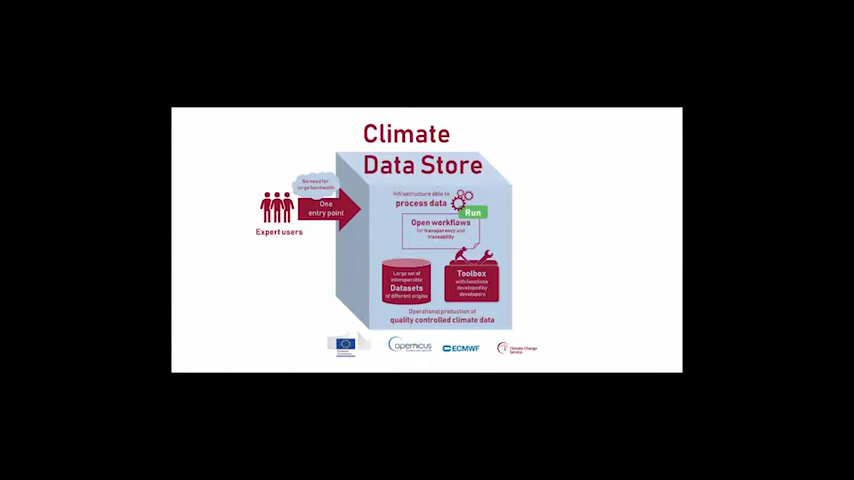 Climate
Data Store
No need for
large bandwidth
One
entry point
Expert users
Infrastructure able to
process data
Run
Open workflows
for transparency and
traceability
Large set of
interoperable
Datasets
of different origins
Toolbox
with functions
developed by
developers
Operational production of
quality controlled climate data
opernicus
ECMWF
Climate Change
Service